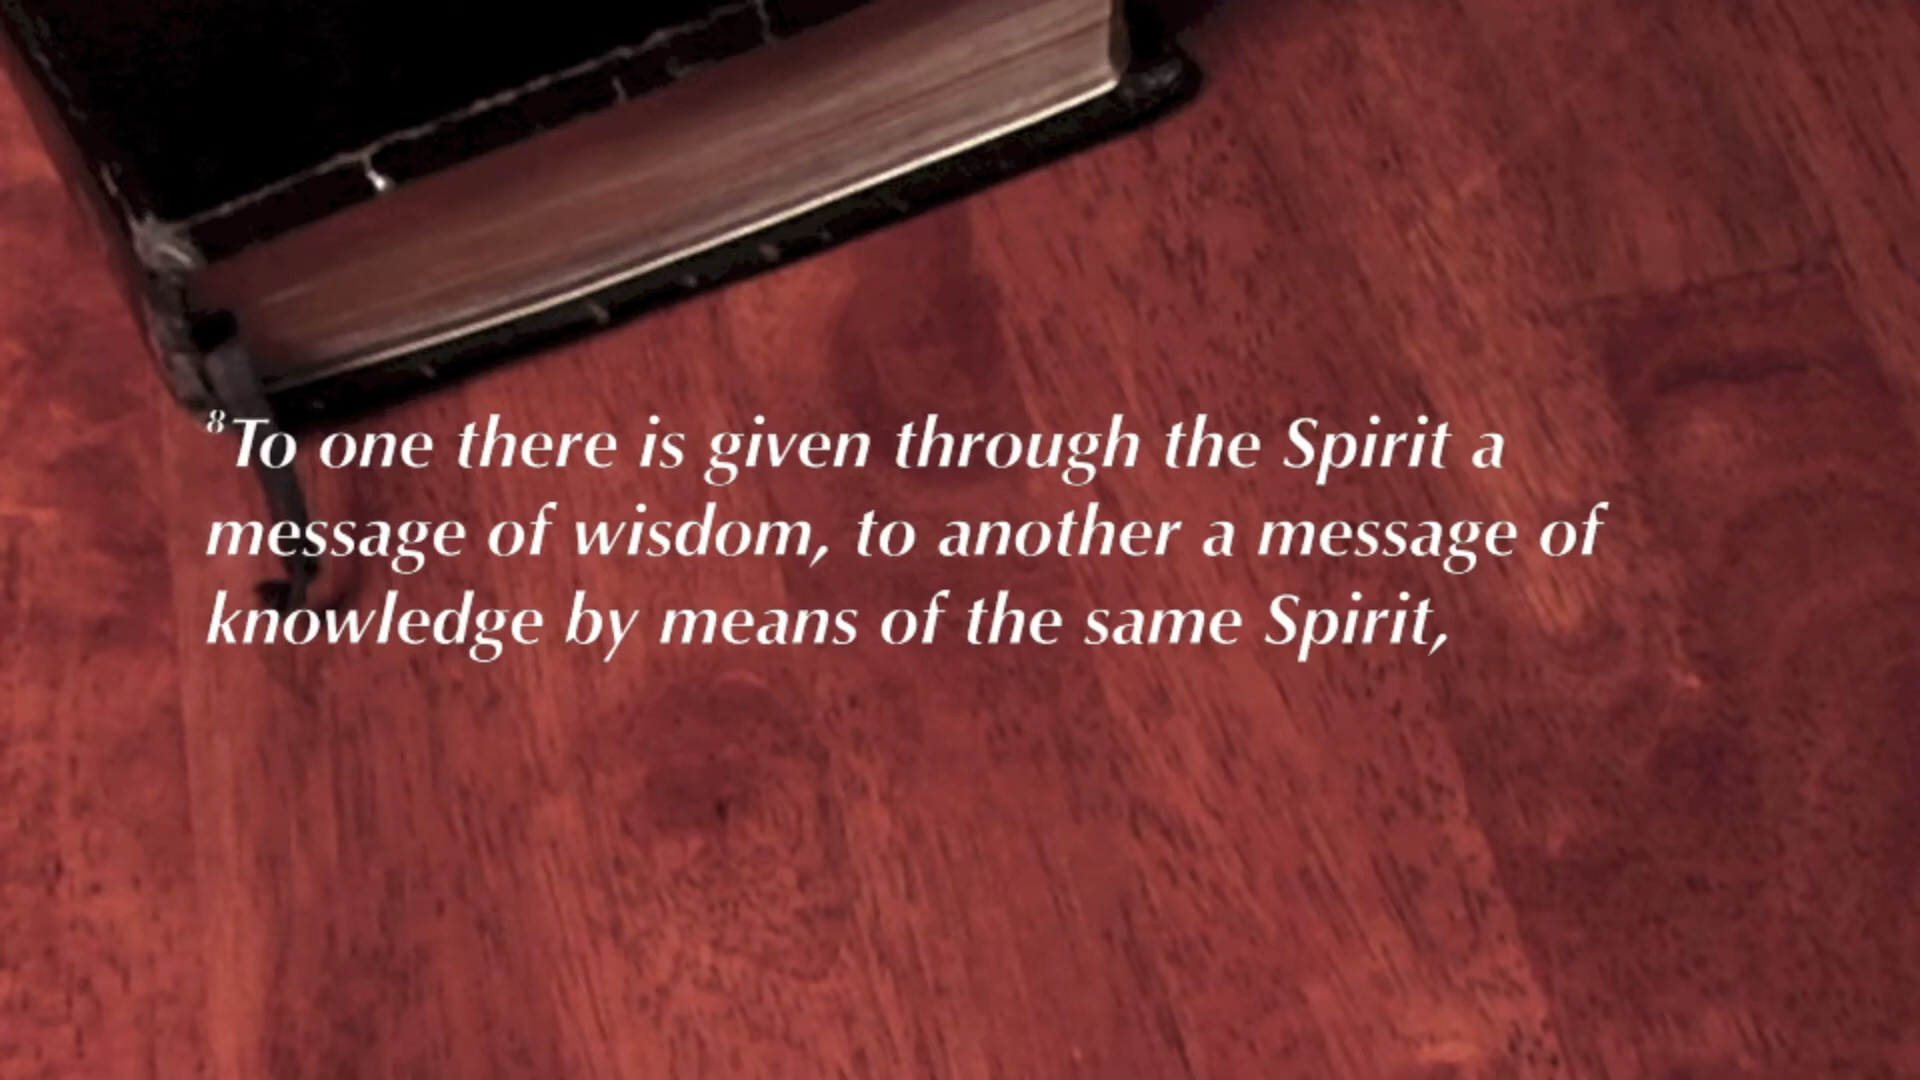 ⁸To one there is given through the Spirit a
message of wisdom, to another a message of
knowledge by means of the same Spirit,